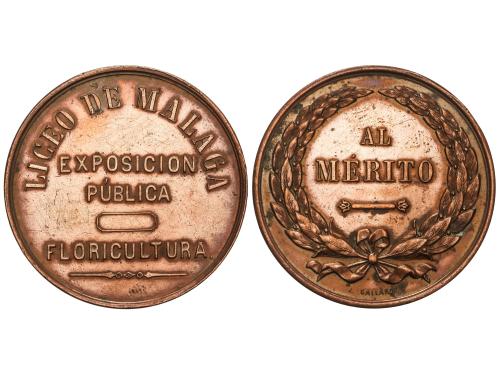 LICEO DE MALAGA
EXPOSICION
PÚBLICA
FLORICULTURA.
AL
MÉRITO